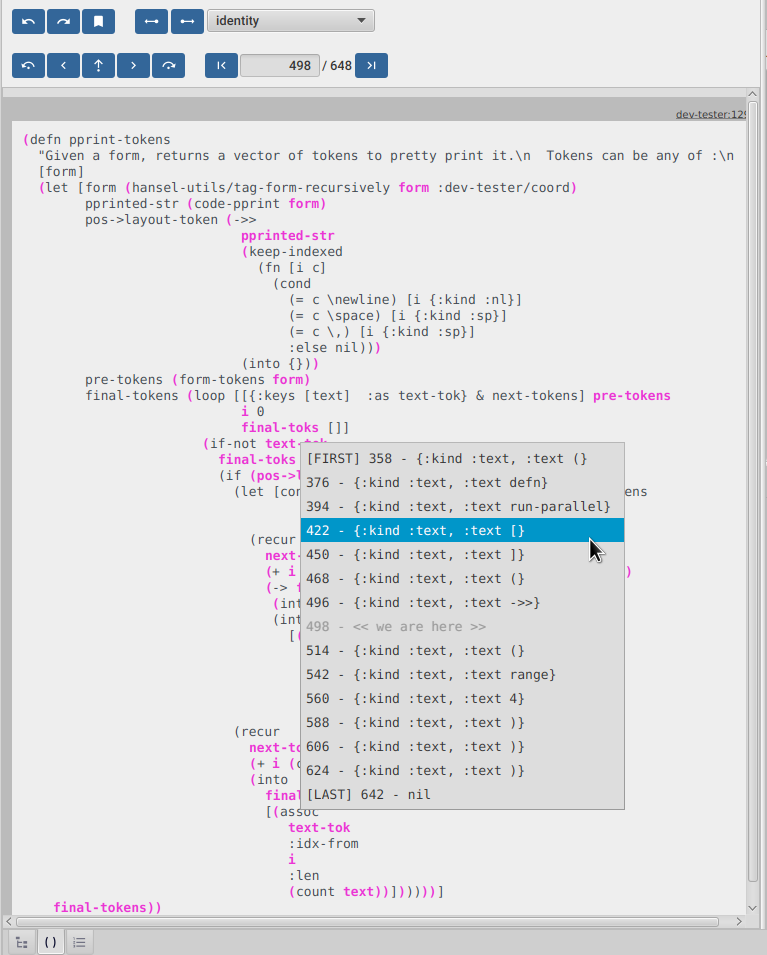 identity
498 / 648
dev-tester:129
(defn pprint-tokens
"Given a form, returns a vector of tokens to pretty print it.\n  Tokens can be any of :\n
[form]
(let [form (hansel-utils/tag-form-recursively form :dev-tester/coord)
pprinted-str (code-pprint form)
pos->layout-token (->>
pprinted-str
(keep-indexed
(fn [i c]
(cond
(= c \newline) [i {:kind :nl}]
(= c \space) [i {:kind :sp}]
(= c \,) [i {:kind :sp}]
:else nil)))
(into {}))
pre-tokens (form-tokens form)
final-tokens (loop [[{:keys [text]  :as text-tok} & next-tokens] pre-tokens
i 0
final-toks []]
(if-not text-tok
final-toks
(if (pos->l
(let [con ens
(recur
next-
(+ i )
(-> 
(int
(int
[(
(recur
next-to
(+ i (c
(into
final
[(assoc
text-tok
:idx-from
i
:len
(count text))])))))]
final-tokens))
[FIRST] 358 - {:kind :text, :text (}
376 - {:kind :text, :text defn}
394 - {:kind :text, :text run-parallel}
422 - {:kind :text, :text [}
450 - {:kind :text, :text ]}
468 - {:kind :text, :text (}
496 - {:kind :text, :text ->>}
498 - << we are here >>
514 - {:kind :text, :text (}
542 - {:kind :text, :text range}
560 - {:kind :text, :text 4}
588 - {:kind :text, :text )}
606 - {:kind :text, :text )}
624 - {:kind :text, :text )}
[LAST] 642 - nil
()